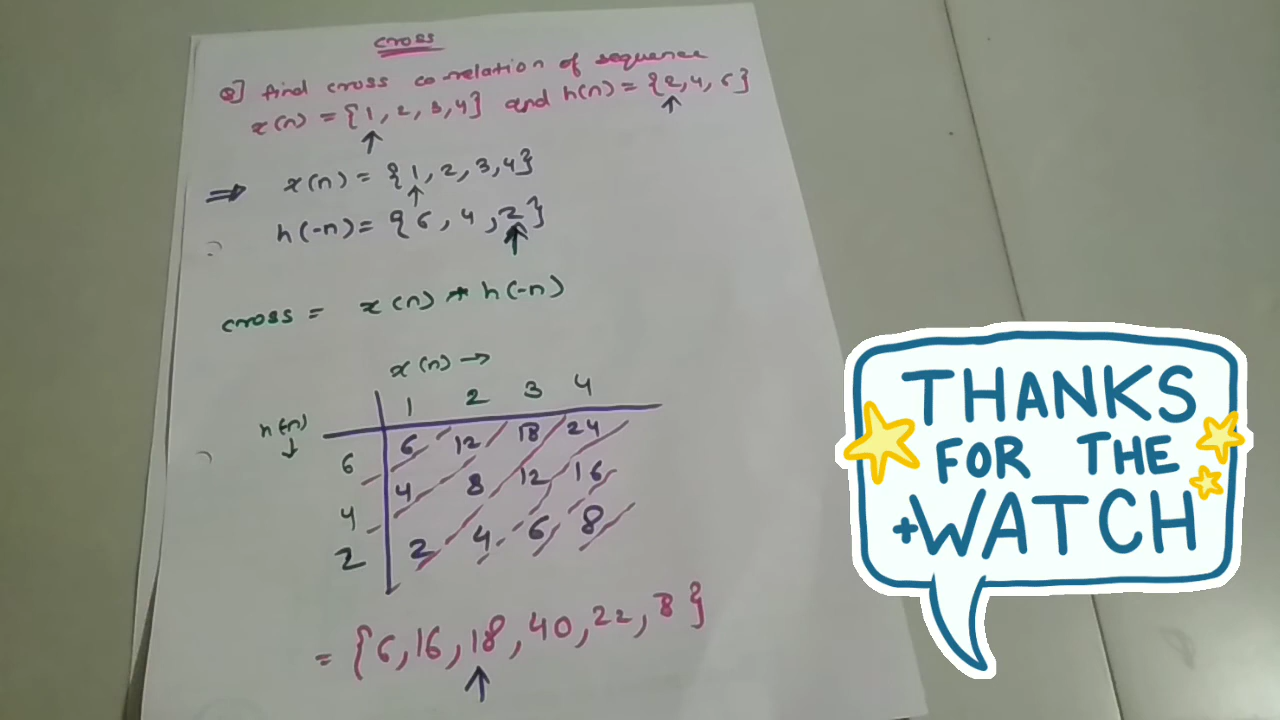 cross
Q] find cross co-rrelation of sequence
x(n) = {1, 2, 3, 4} and h(n) = {2, 4, 6}
↑ ↑
⇒ x(n) = {1, 2, 3, 4}
↑
h(-n) = {6, 4, 2}
↑
cross = x(n) * h(-n)
x(n) →
1 2 3 4
h(-n)
↓
6 6 12 18 24
4 4 8 12 16
2 2 4 6 8
= {6, 16, 18, 40, 22, 8}
↑
THANKS
FOR THE
WATCH